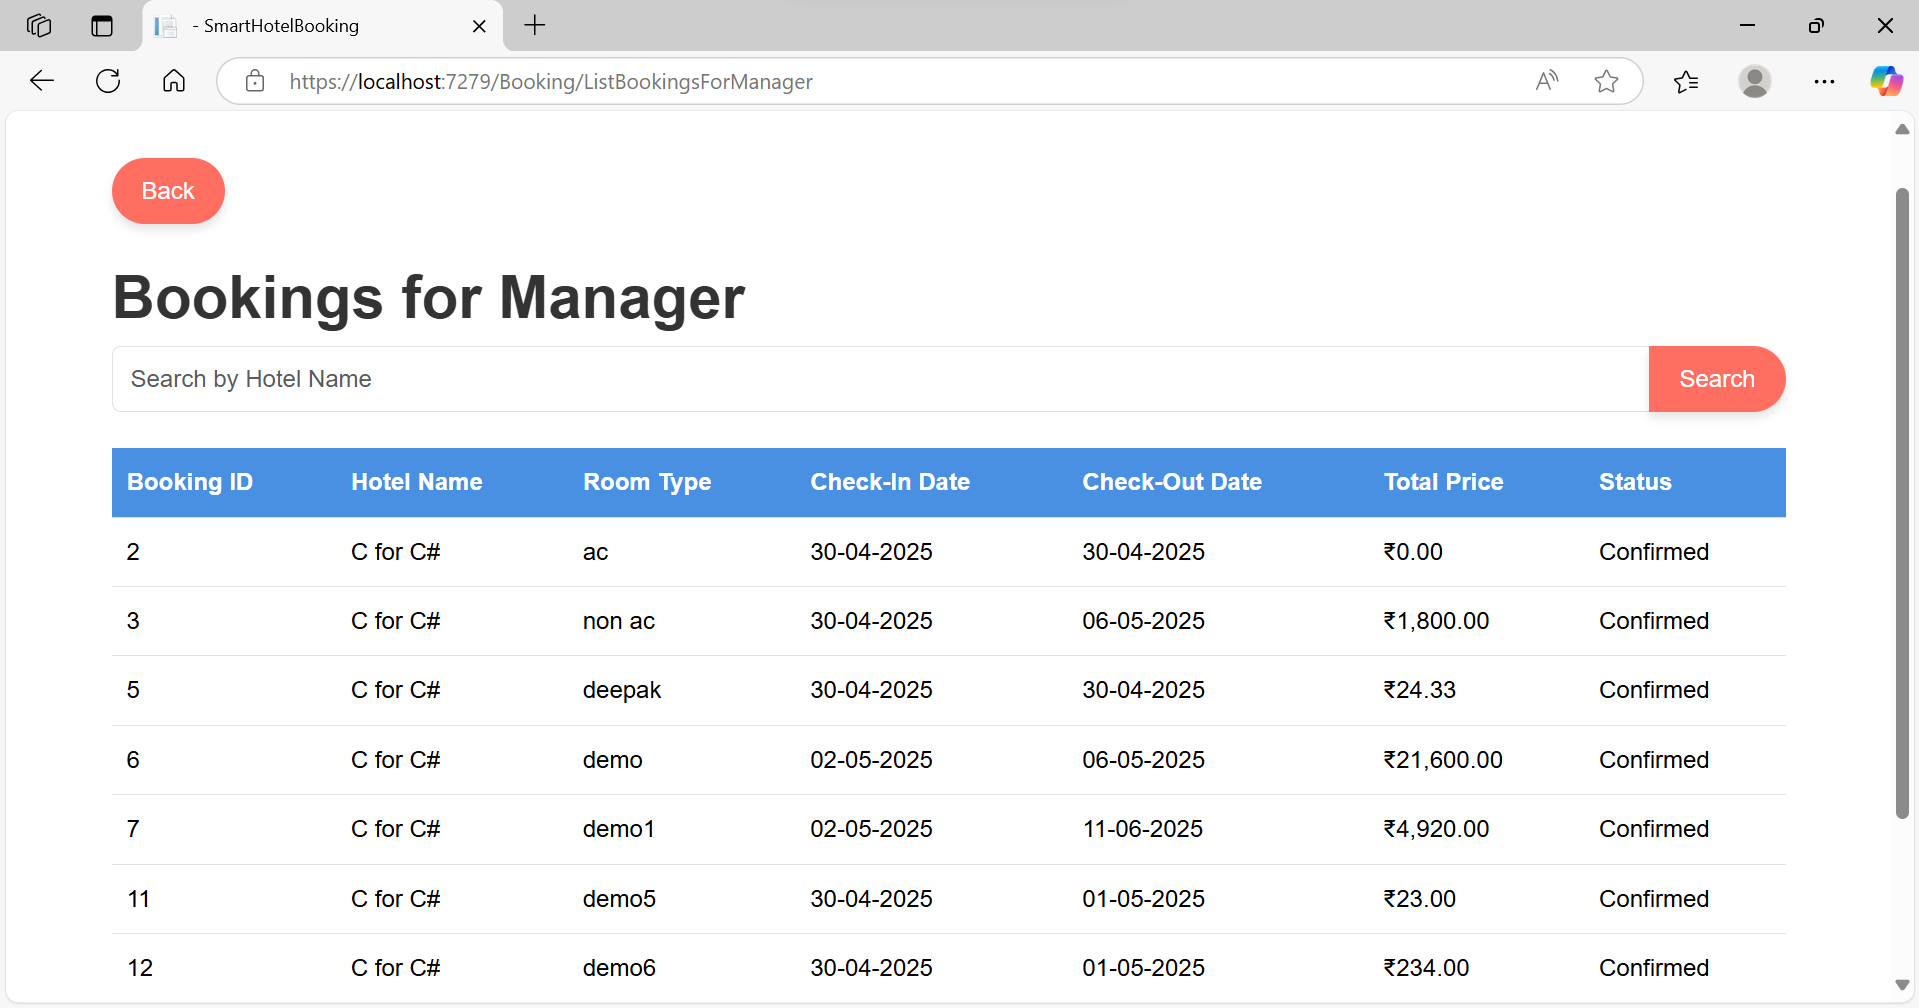 - SmartHotelBooking
https://localhost:7279/Booking/ListBookingsForManager
Back
Bookings for Manager
Search by Hotel Name Search
Booking ID Hotel Name Room Type Check-In Date Check-Out Date Total Price Status
2 C for C# ac 30-04-2025 30-04-2025 ₹0.00 Confirmed
3 C for C# non ac 30-04-2025 06-05-2025 ₹1,800.00 Confirmed
5 C for C# deepak 30-04-2025 30-04-2025 ₹24.33 Confirmed
6 C for C# demo 02-05-2025 06-05-2025 ₹21,600.00 Confirmed
7 C for C# demo1 02-05-2025 11-06-2025 ₹4,920.00 Confirmed
11 C for C# demo5 30-04-2025 01-05-2025 ₹23.00 Confirmed
12 C for C# demo6 30-04-2025 01-05-2025 ₹234.00 Confirmed